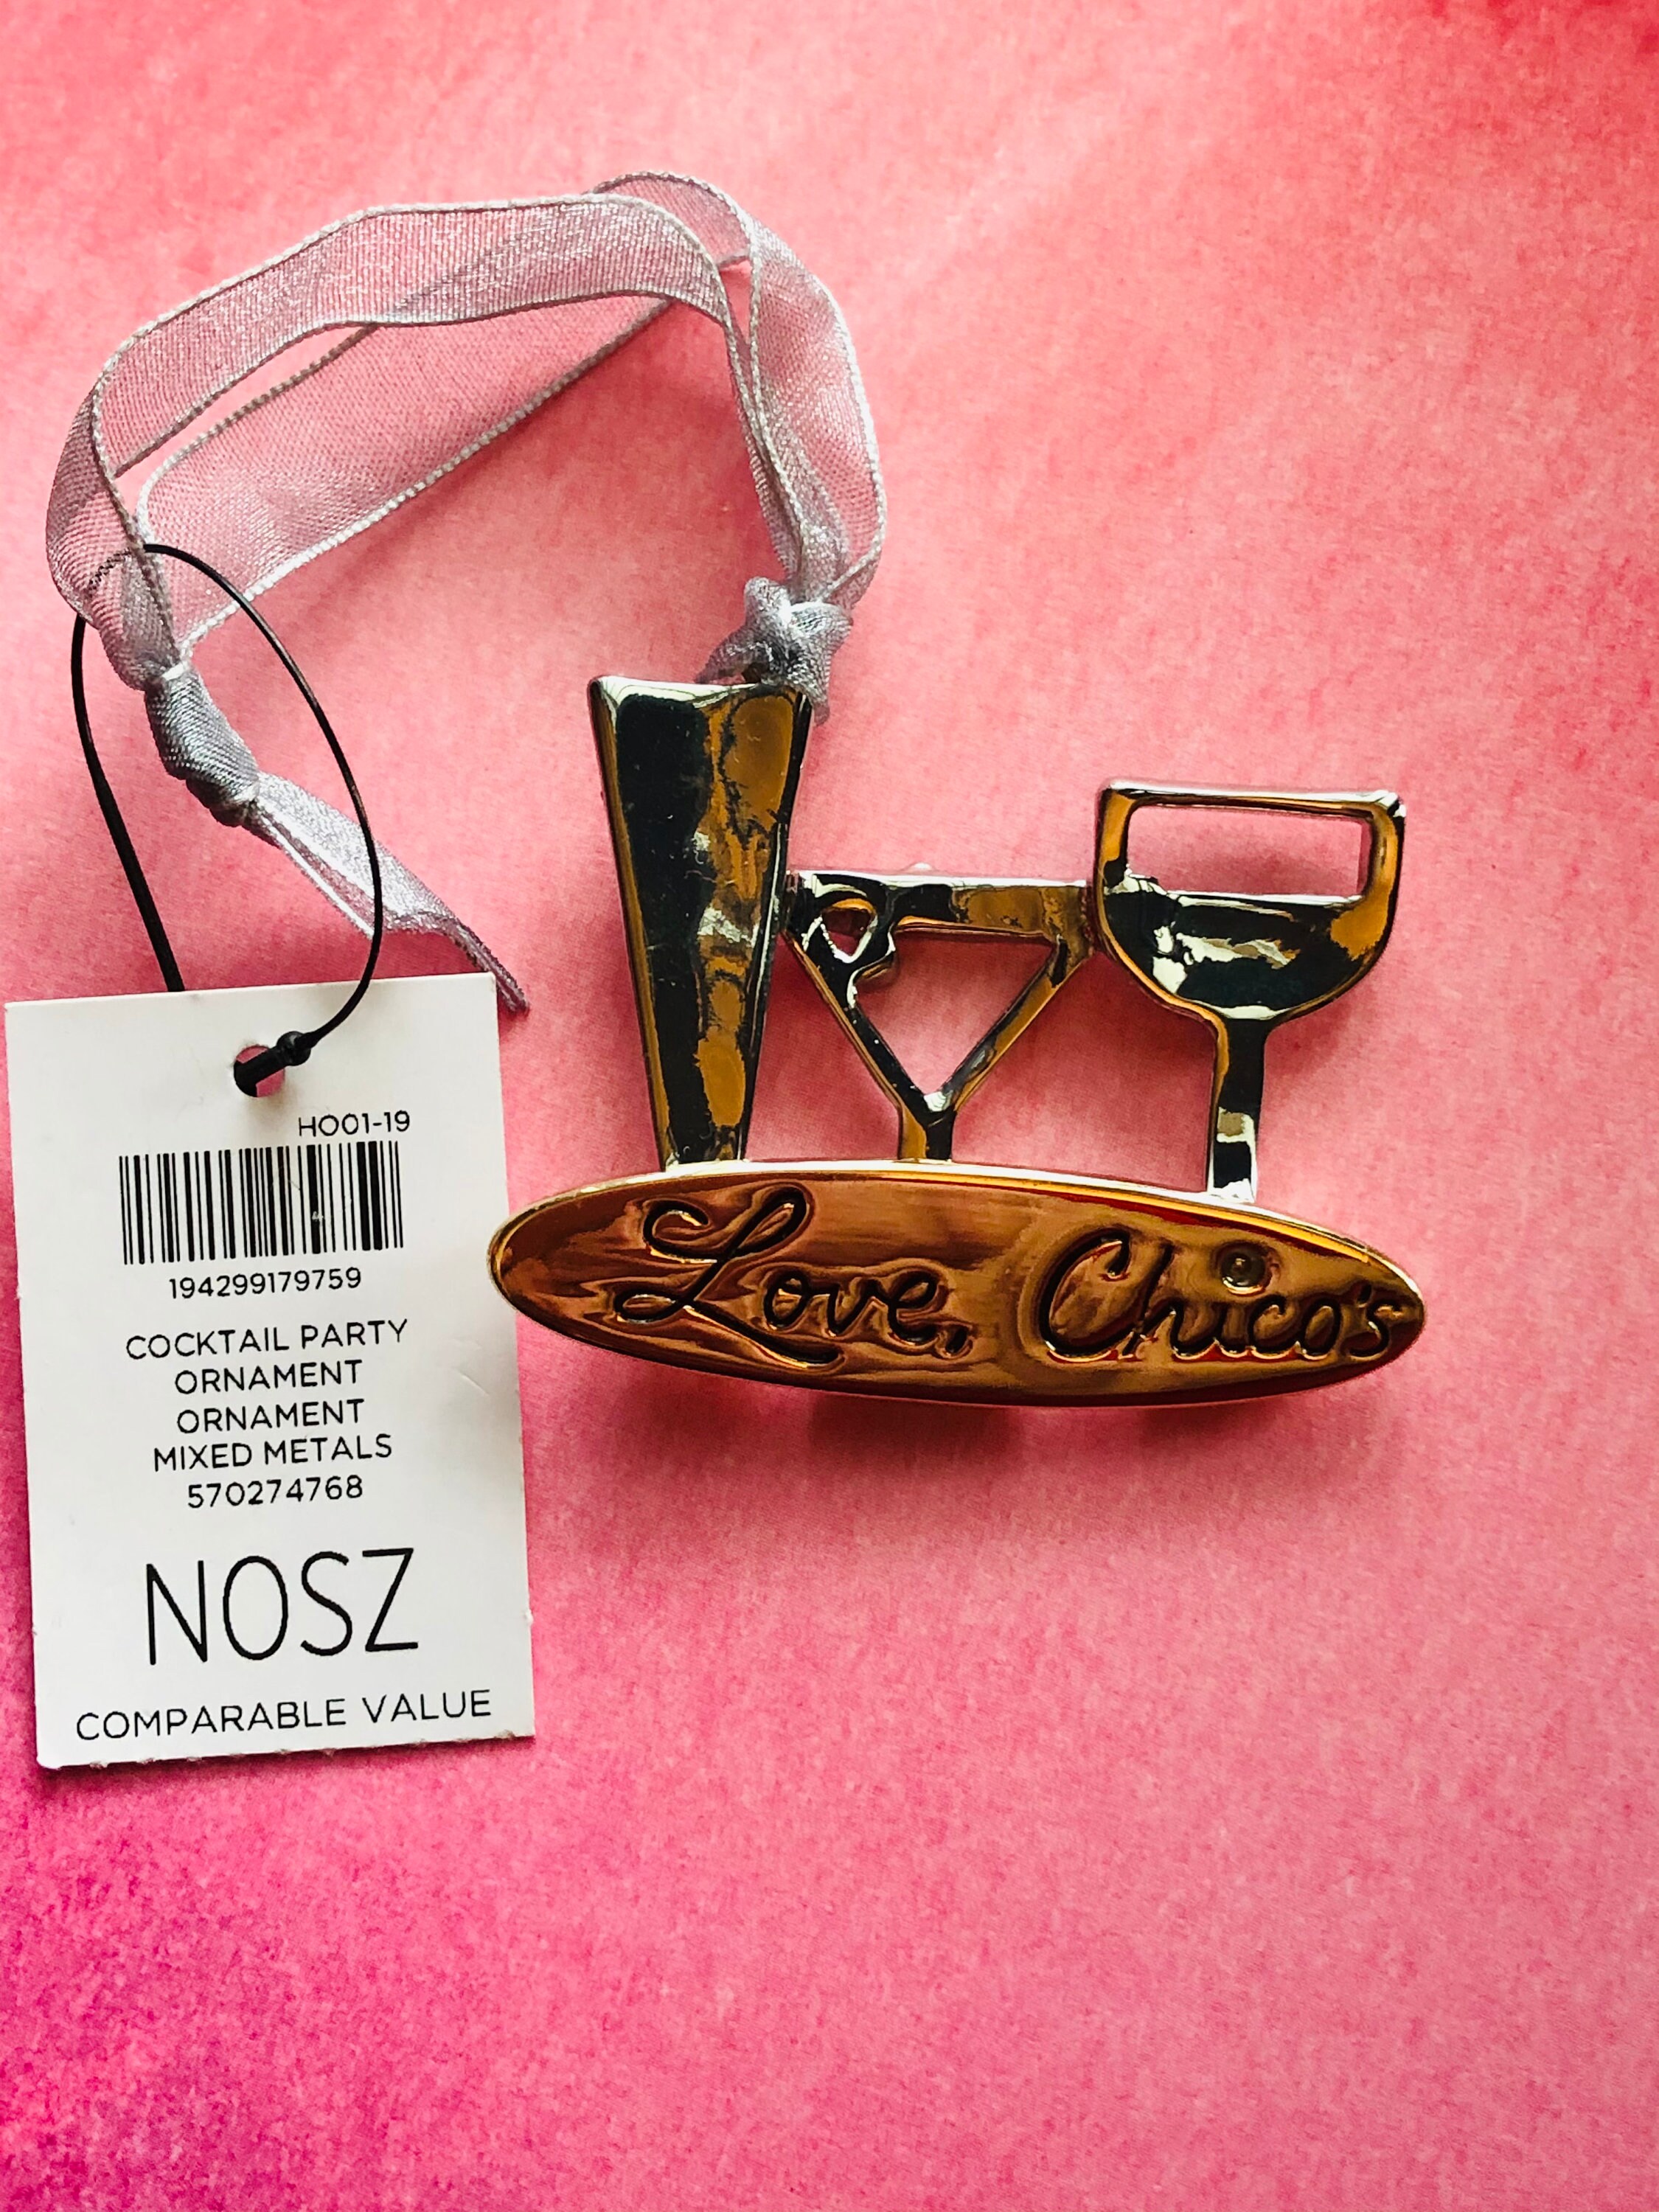 HO01-19
194299179759
COCKTAIL PARTY
ORNAMENT
ORNAMENT
MIXED METALS
570274768
NOSZ
COMPARABLE VALUE
Love, Chico's